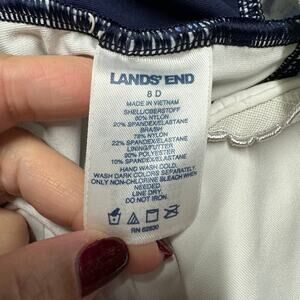 LANDS' END
8 D
MADE IN VIETNAM
SHELL/OBERSTOFF
80% NYLON
20% SPANDEX/ELASTANE
BRA/BH
78% NYLON
22% SPANDEX/ELASTANE
LINING/FUTTER
90% POLYESTER
10% SPANDEX/ELASTANE
HAND WASH COLD.
WASH DARK COLORS SEPARATELY.
ONLY NON-CHLORINE BLEACH WHEN
NEEDED.
LINE DRY.
DO NOT IRON.
RN 62830